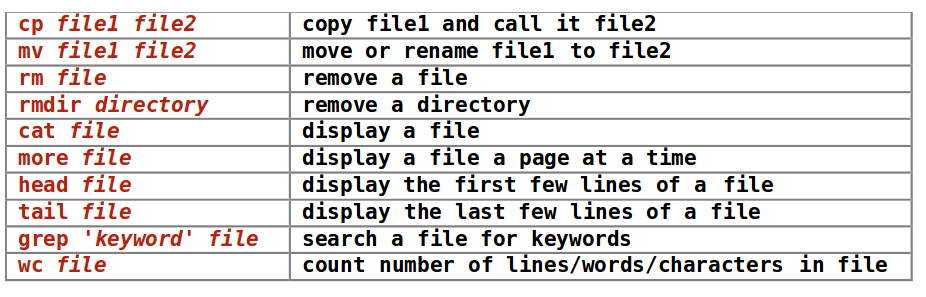 cp file1 file2 copy file1 and call it file2
mv file1 file2 move or rename file1 to file2
rm file remove a file
rmdir directory remove a directory
cat file display a file
more file display a file a page at a time
head file display the first few lines of a file
tail file display the last few lines of a file
grep 'keyword' file search a file for keywords
wc file count number of lines/words/characters in file